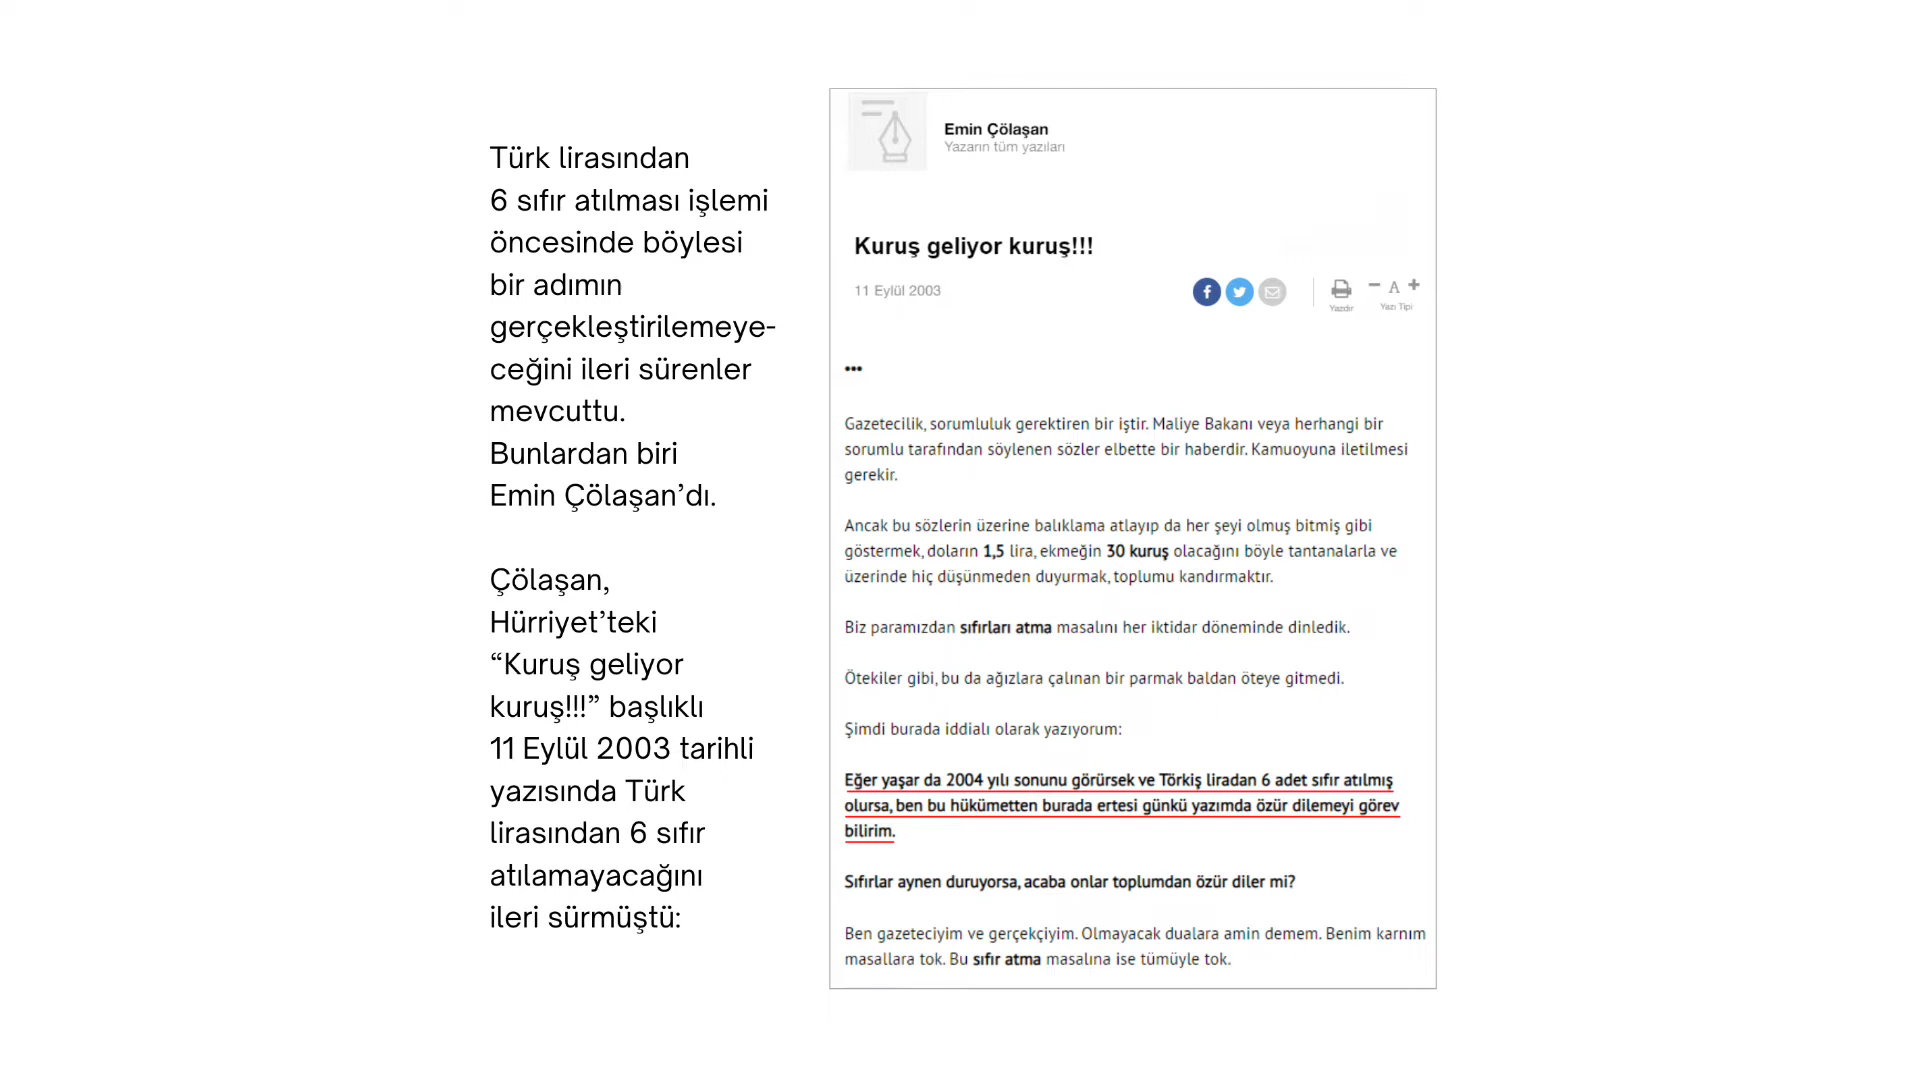 Türk lirasından
6 sıfır atılması işlemi
öncesinde böylesi
bir adımın
gerçekleştirilemeye-
ceğini ileri sürenler
mevcuttu.
Bunlardan biri
Emin Çölaşan’dı.
Çölaşan,
Hürriyet’teki
“Kuruş geliyor
kuruş!!!” başlıklı
11 Eylül 2003 tarihli
yazısında Türk
lirasından 6 sıfır
atılamayacağını
ileri sürmüştü:
Emin Çölaşan
Yazarın tüm yazıları
Kuruş geliyor kuruş!!!
11 Eylül 2003
Yazdır
− A +
Yazı Tipi
•••
Gazetecilik, sorumluluk gerektiren bir iştir. Maliye Bakanı veya herhangi bir
sorumlu tarafından söylenen sözler elbette bir haberdir. Kamuoyuna iletilmesi
gerekir.
Ancak bu sözlerin üzerine balıklama atlayıp da her şeyi olmuş bitmiş gibi
göstermek, doların 1,5 lira, ekmeğin 30 kuruş olacağını böyle tantanalarla ve
üzerinde hiç düşünmeden duyurmak, toplumu kandırmaktır.
Biz paramızdan sıfırları atma masalını her iktidar döneminde dinledik.
Ötekiler gibi, bu da ağızlara çalınan bir parmak baldan öteye gitmedi.
Şimdi burada iddialı olarak yazıyorum:
Eğer yaşar da 2004 yılı sonunu görürsek ve Törkiş liradan 6 adet sıfır atılmış
olursa, ben bu hükümetten burada ertesi günkü yazımda özür dilemeyi görev
bilirim.
Sıfırlar aynen duruyorsa, acaba onlar toplumdan özür diler mi?
Ben gazeteciyim ve gerçekçiyim. Olmayacak dualara amin demem. Benim karnım
masallara tok. Bu sıfır atma masalına ise tümüyle tok.